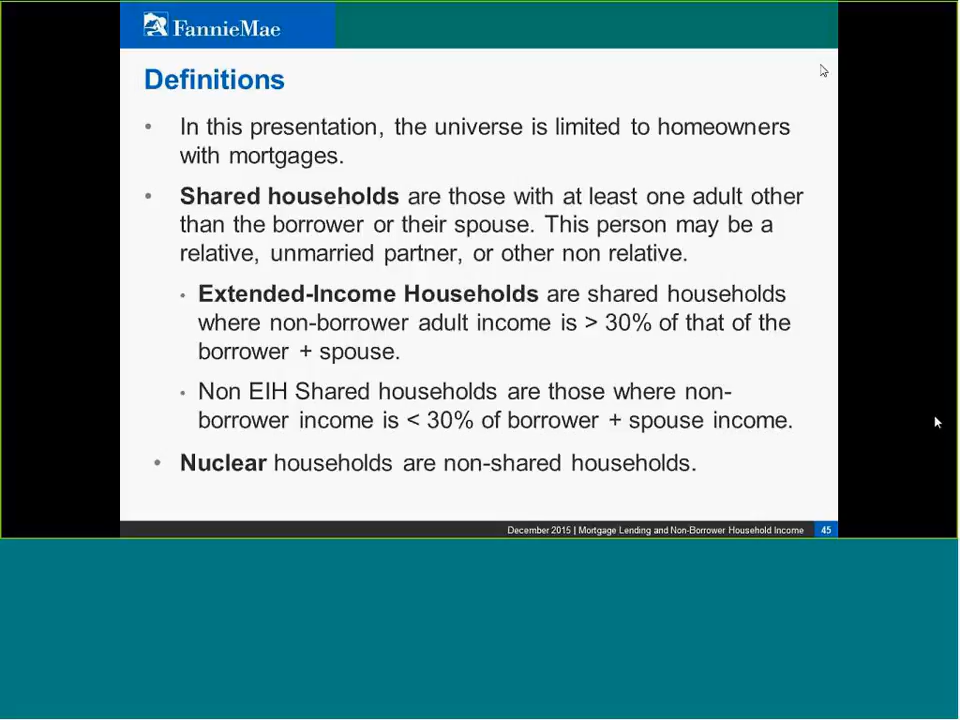 FannieMae
Definitions
• In this presentation, the universe is limited to homeowners
with mortgages.
• Shared households are those with at least one adult other
than the borrower or their spouse. This person may be a
relative, unmarried partner, or other non relative.
• Extended-Income Households are shared households
where non-borrower adult income is > 30% of that of the
borrower + spouse.
• Non EIH Shared households are those where non-
borrower income is < 30% of borrower + spouse income.
• Nuclear households are non-shared households.
December 2015 | Mortgage Lending and Non-Borrower Household Income 45